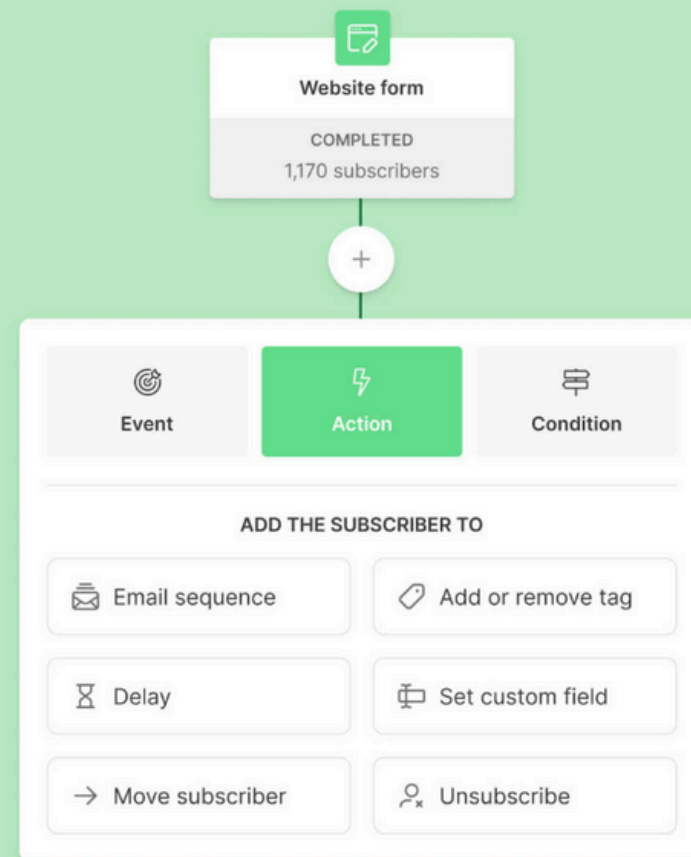 Website form
COMPLETED
1,170 subscribers
Event
Action
Condition
ADD THE SUBSCRIBER TO
Email sequence
Add or remove tag
Delay
Set custom field
Move subscriber
Unsubscribe